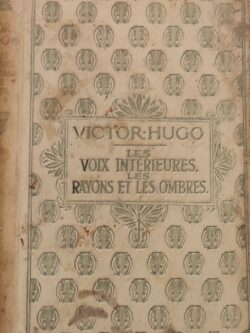 VICTOR·HUGO
LES
VOIX INTÉRIEURES.
LES
RAYONS ET LES OMBRES.